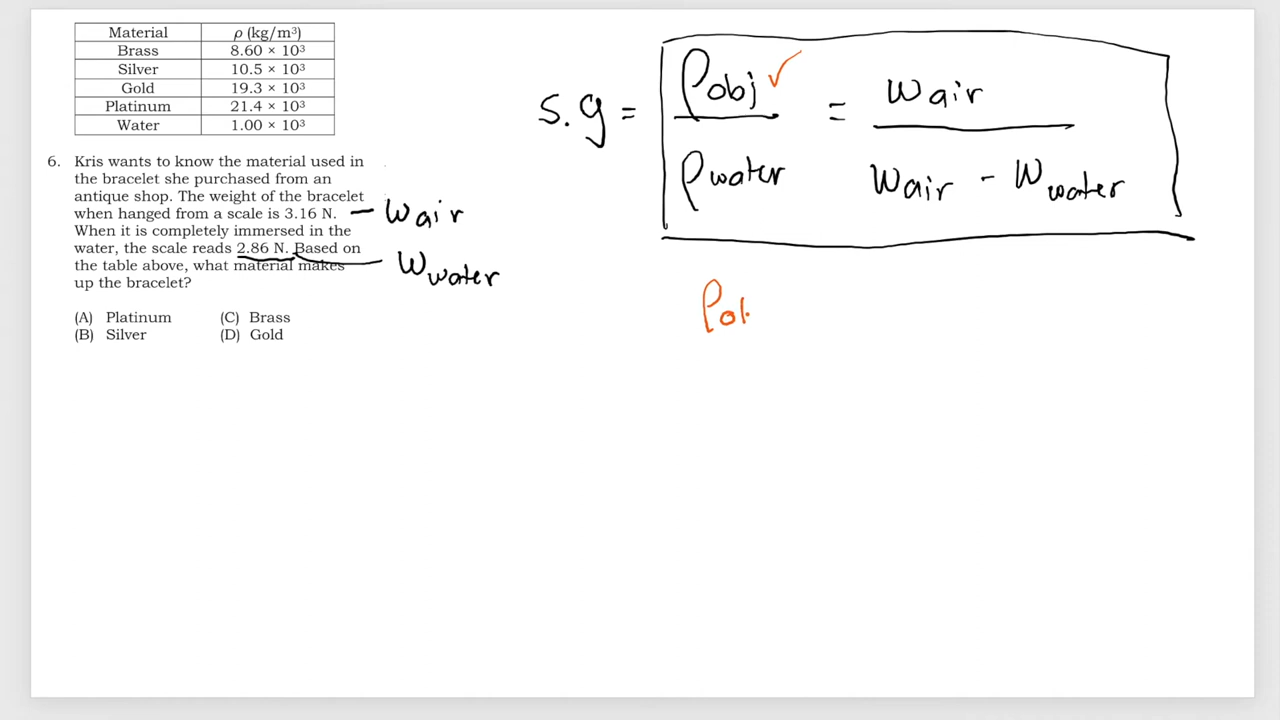 Material ρ (kg/m³)
Brass 8.60 × 10³
Silver 10.5 × 10³
Gold 19.3 × 10³
Platinum 21.4 × 10³
Water 1.00 × 10³
6. Kris wants to know the material used in
the bracelet she purchased from an
antique shop. The weight of the bracelet
when hanged from a scale is 3.16 N.
When it is completely immersed in the
water, the scale reads 2.86 N. Based on
the table above, what material makes
up the bracelet?
(A) Platinum (C) Brass
(B) Silver (D) Gold
– Wair
Wwater
s.g = ρobj ✓ = Wair
ρwater Wair - Wwater
ρob